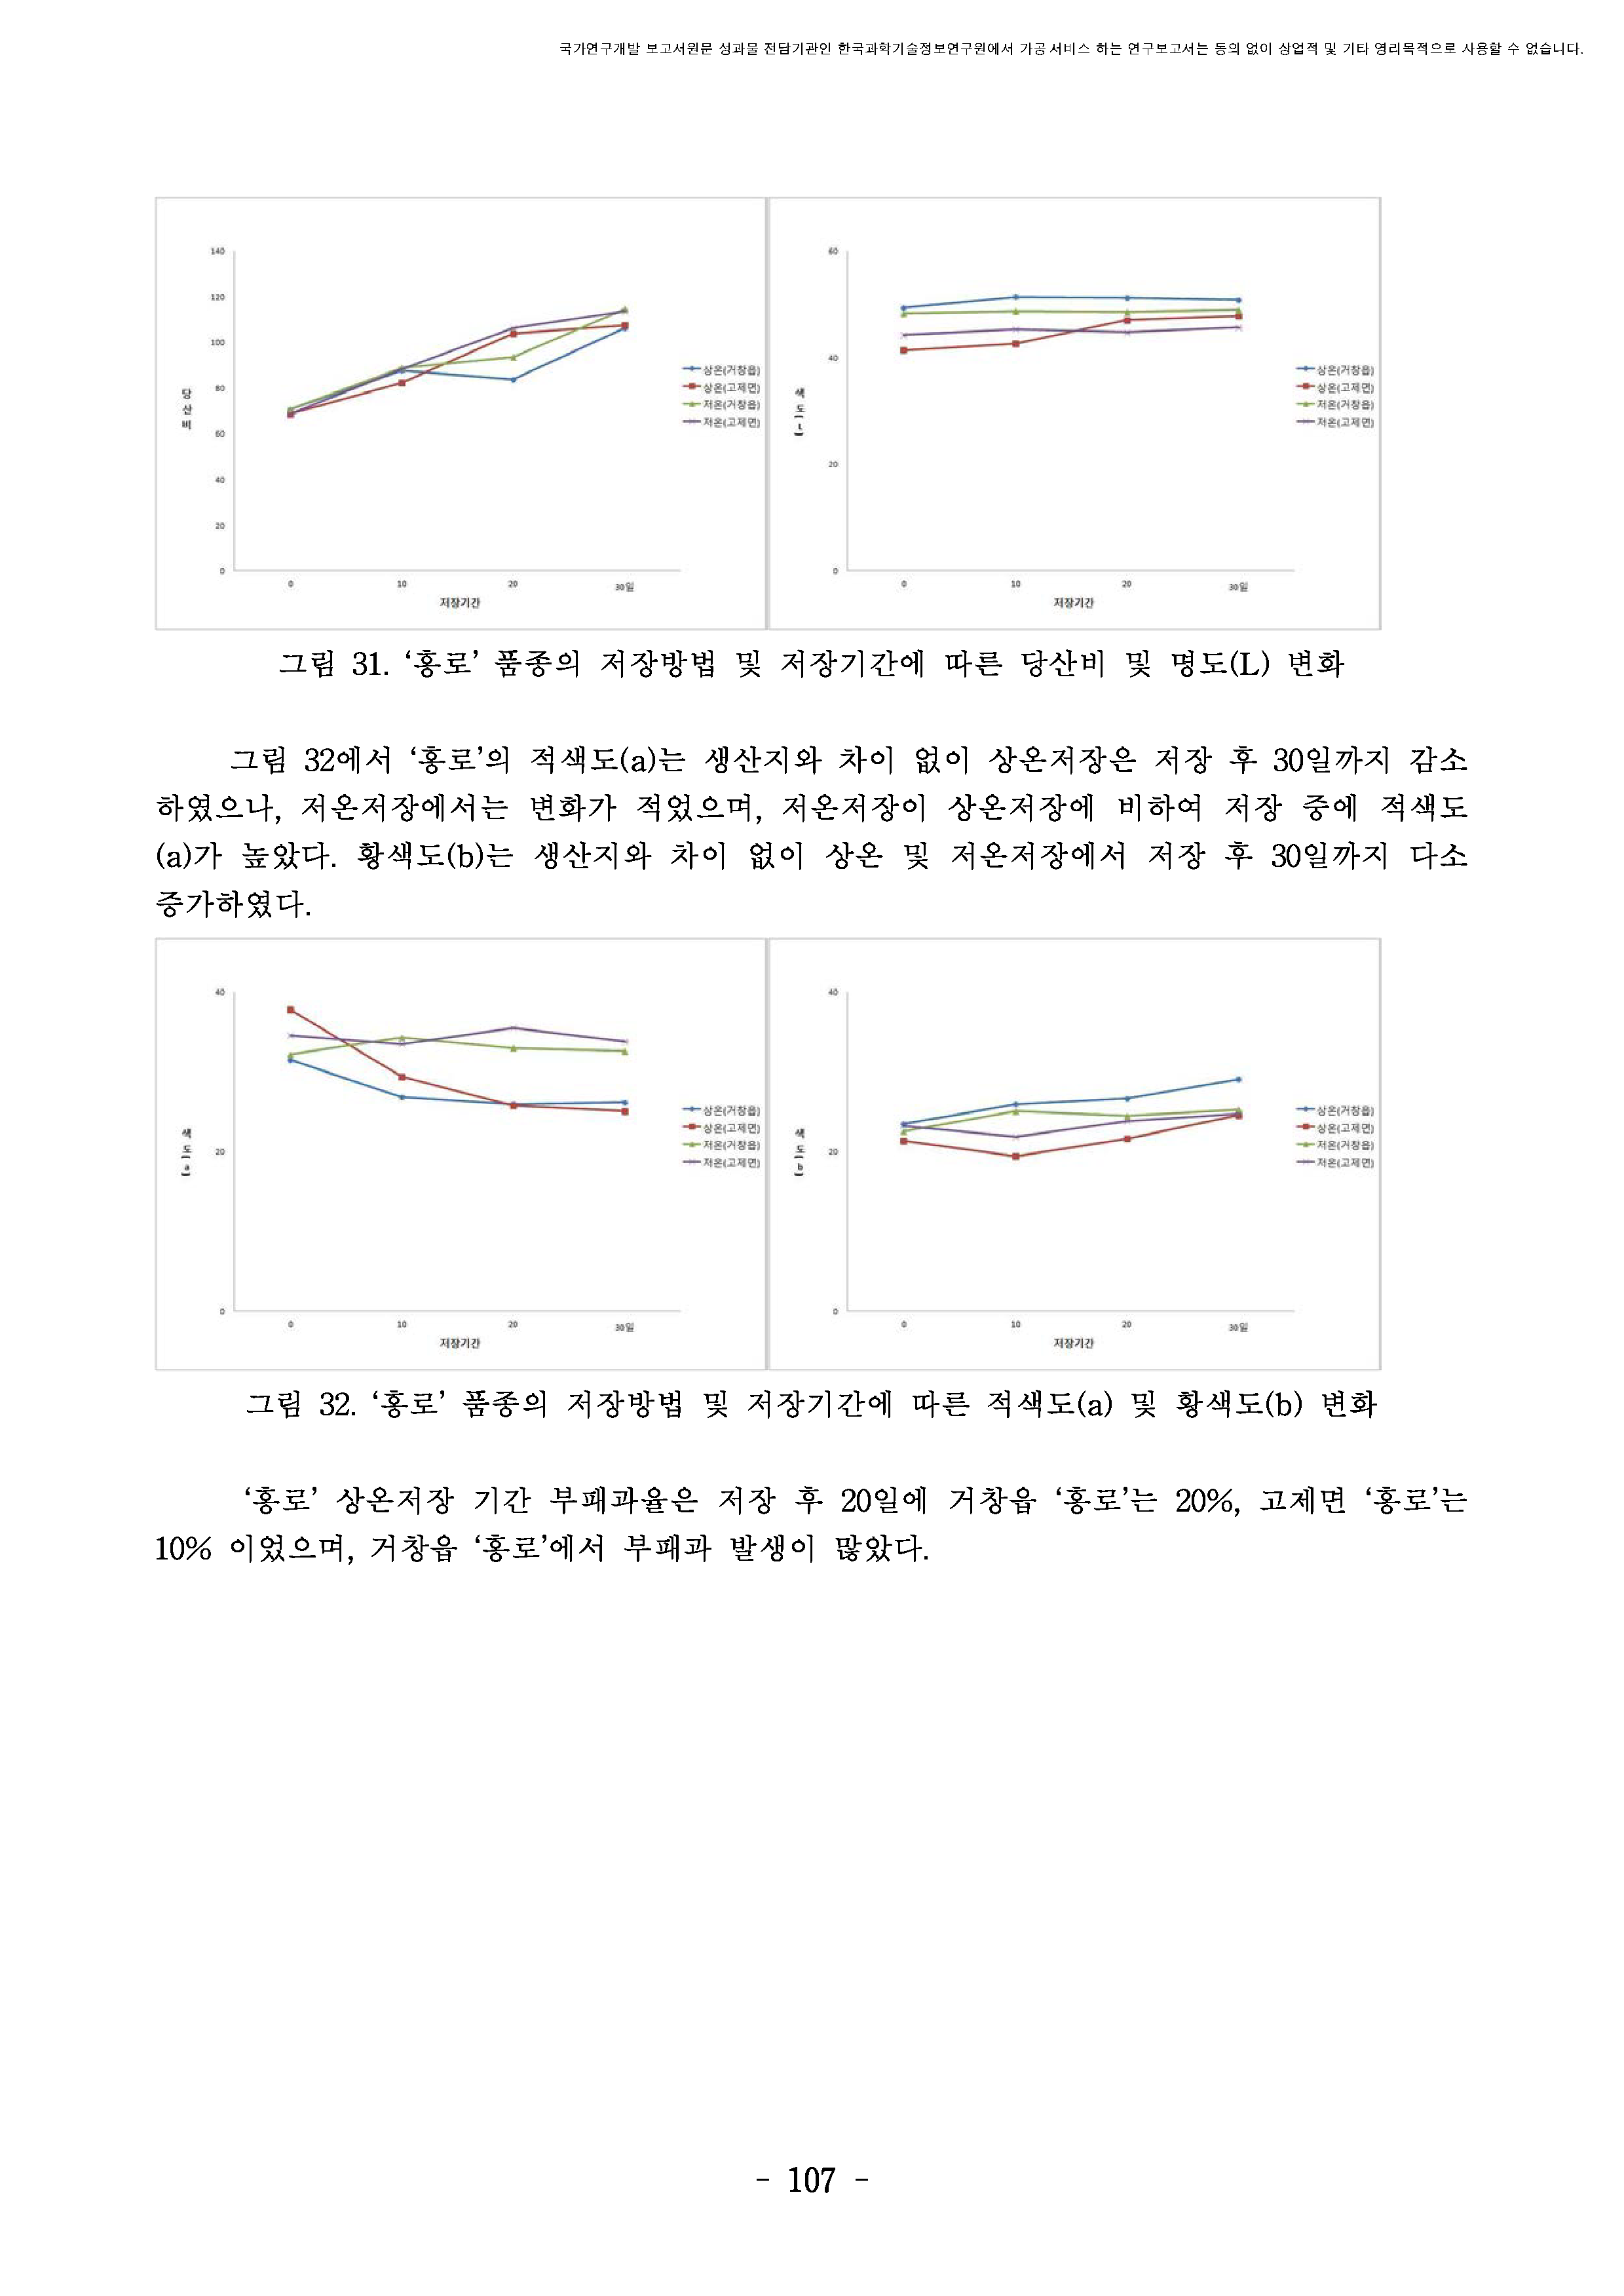 국가연구개발 보고서원문 성과물 전담기관인 한국과학기술정보연구원에서 가공·서비스 하는 연구보고서는 동의 없이 상업적 및 기타 영리목적으로 사용할 수 없습니다.
140
120
100
80
60
40
20
0
당산비
0 10 20 30일
저장기간
상온(거창읍)
상온(고제면)
저온(거창읍)
저온(고제면)
60
40
20
0
색도(L)
0 10 20 30일
저장기간
상온(거창읍)
상온(고제면)
저온(거창읍)
저온(고제면)
그림 31. ‘홍로’ 품종의 저장방법 및 저장기간에 따른 당산비 및 명도(L) 변화
그림 32에서 ‘홍로’의 적색도(a)는 생산지와 차이 없이 상온저장은 저장 후 30일까지 감소
하였으나, 저온저장에서는 변화가 적었으며, 저온저장이 상온저장에 비하여 저장 중에 적색도
(a)가 높았다. 황색도(b)는 생산지와 차이 없이 상온 및 저온저장에서 저장 후 30일까지 다소
증가하였다.
40
20
0
색도(a)
0 10 20 30일
저장기간
상온(거창읍)
상온(고제면)
저온(거창읍)
저온(고제면)
40
20
0
색도(b)
0 10 20 30일
저장기간
상온(거창읍)
상온(고제면)
저온(거창읍)
저온(고제면)
그림 32. ‘홍로’ 품종의 저장방법 및 저장기간에 따른 적색도(a) 및 황색도(b) 변화
‘홍로’ 상온저장 기간 부패과율은 저장 후 20일에 거창읍 ‘홍로’는 20%, 고제면 ‘홍로’는
10% 이었으며, 거창읍 ‘홍로’에서 부패과 발생이 많았다.
- 107 -